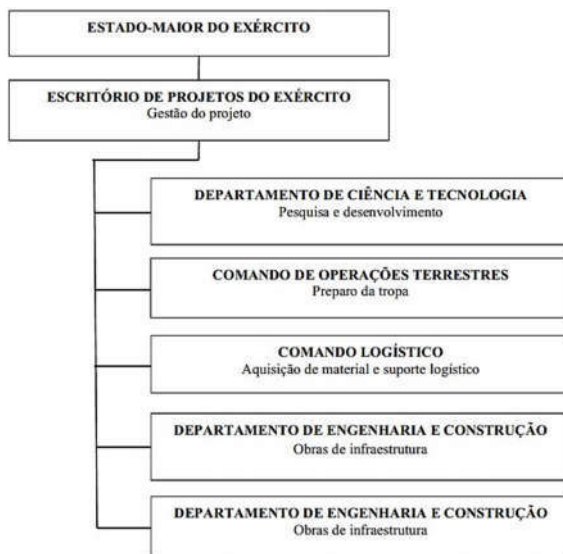 ESTADO-MAIOR DO EXÉRCITO
ESCRITÓRIO DE PROJETOS DO EXÉRCITO
Gestão do projeto
DEPARTAMENTO DE CIÊNCIA E TECNOLOGIA
Pesquisa e desenvolvimento
COMANDO DE OPERAÇÕES TERRESTRES
Preparo da tropa
COMANDO LOGÍSTICO
Aquisição de material e suporte logístico
DEPARTAMENTO DE ENGENHARIA E CONSTRUÇÃO
Obras de infraestrutura
DEPARTAMENTO DE ENGENHARIA E CONSTRUÇÃO
Obras de infraestrutura